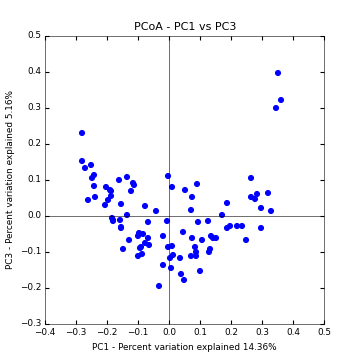 PCoA - PC1 vs PC3
0.5
0.4
0.3
0.2
0.1
0.0
−0.1
−0.2
−0.3
−0.4 −0.3 −0.2 −0.1 0.0 0.1 0.2 0.3 0.4 0.5
PC3 - Percent variation explained 5.16%
PC1 - Percent variation explained 14.36%